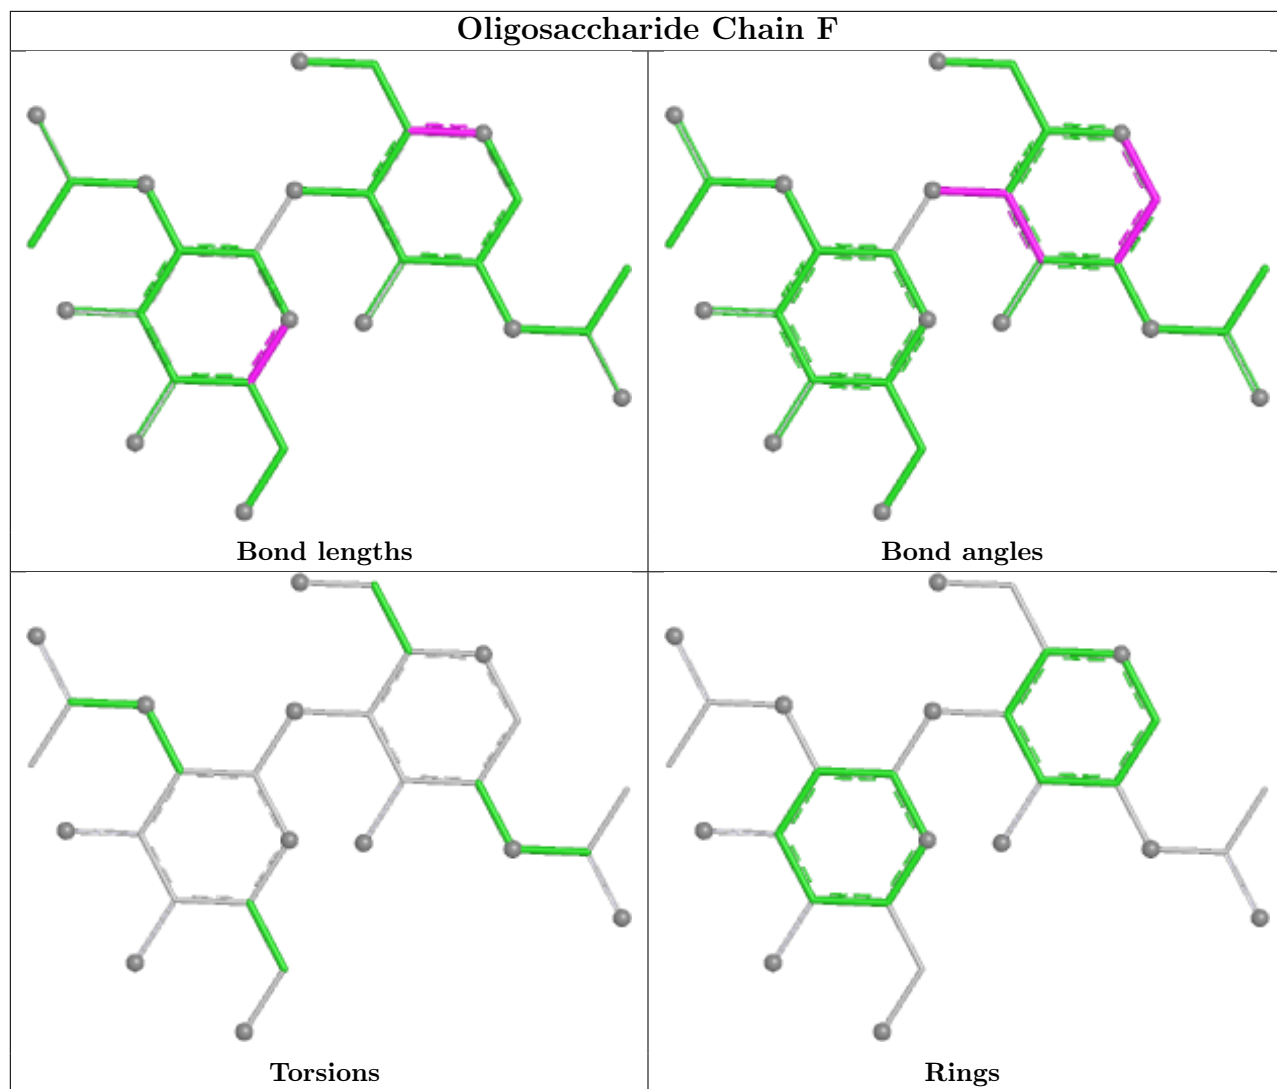 Oligosaccharide Chain F
Bond lengths
Bond angles
Torsions
Rings